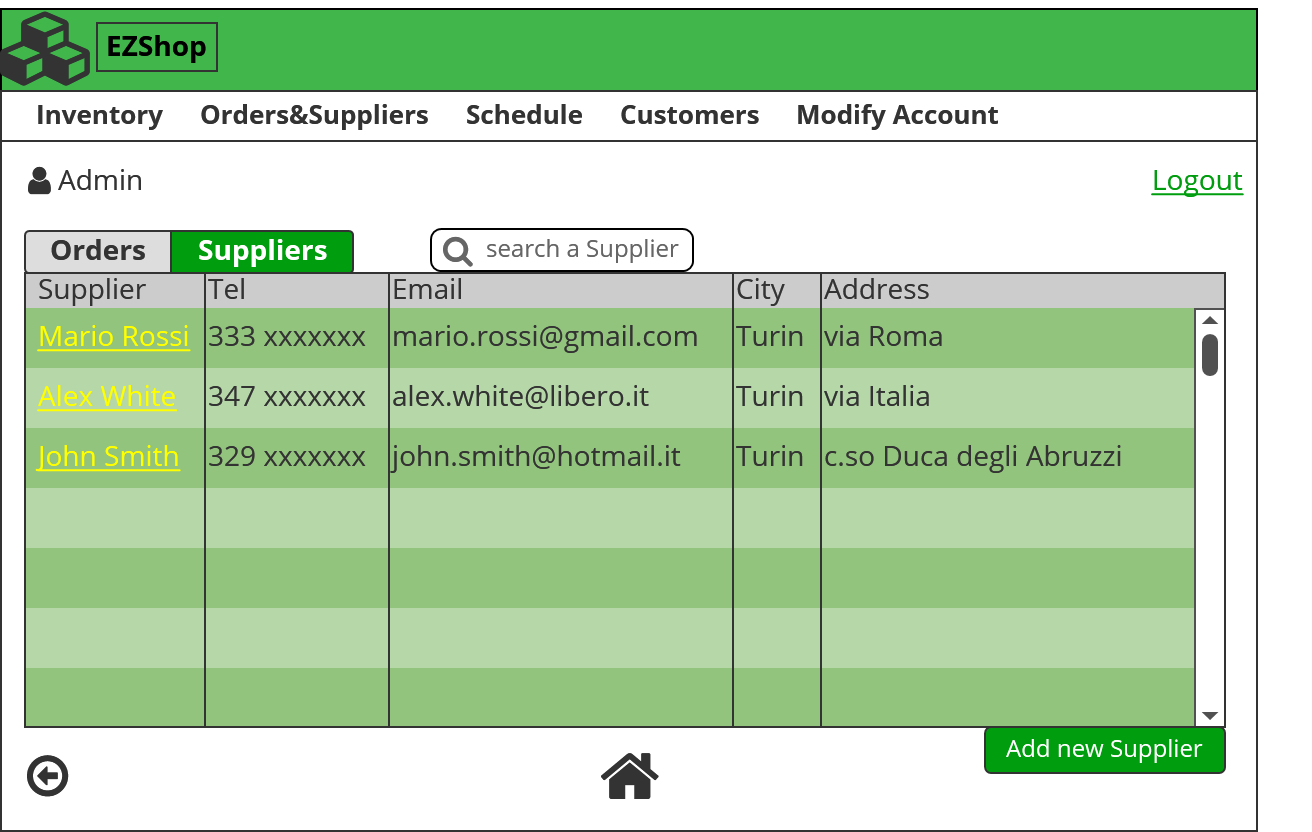 EZShop
Inventory Orders&Suppliers Schedule Customers Modify Account
Admin Logout
Orders Suppliers search a Supplier
Supplier Tel Email City Address
Mario Rossi 333 xxxxxxx mario.rossi@gmail.com Turin via Roma
Alex White 347 xxxxxxx alex.white@libero.it Turin via Italia
John Smith 329 xxxxxxx john.smith@hotmail.it Turin c.so Duca degli Abruzzi
Add new Supplier